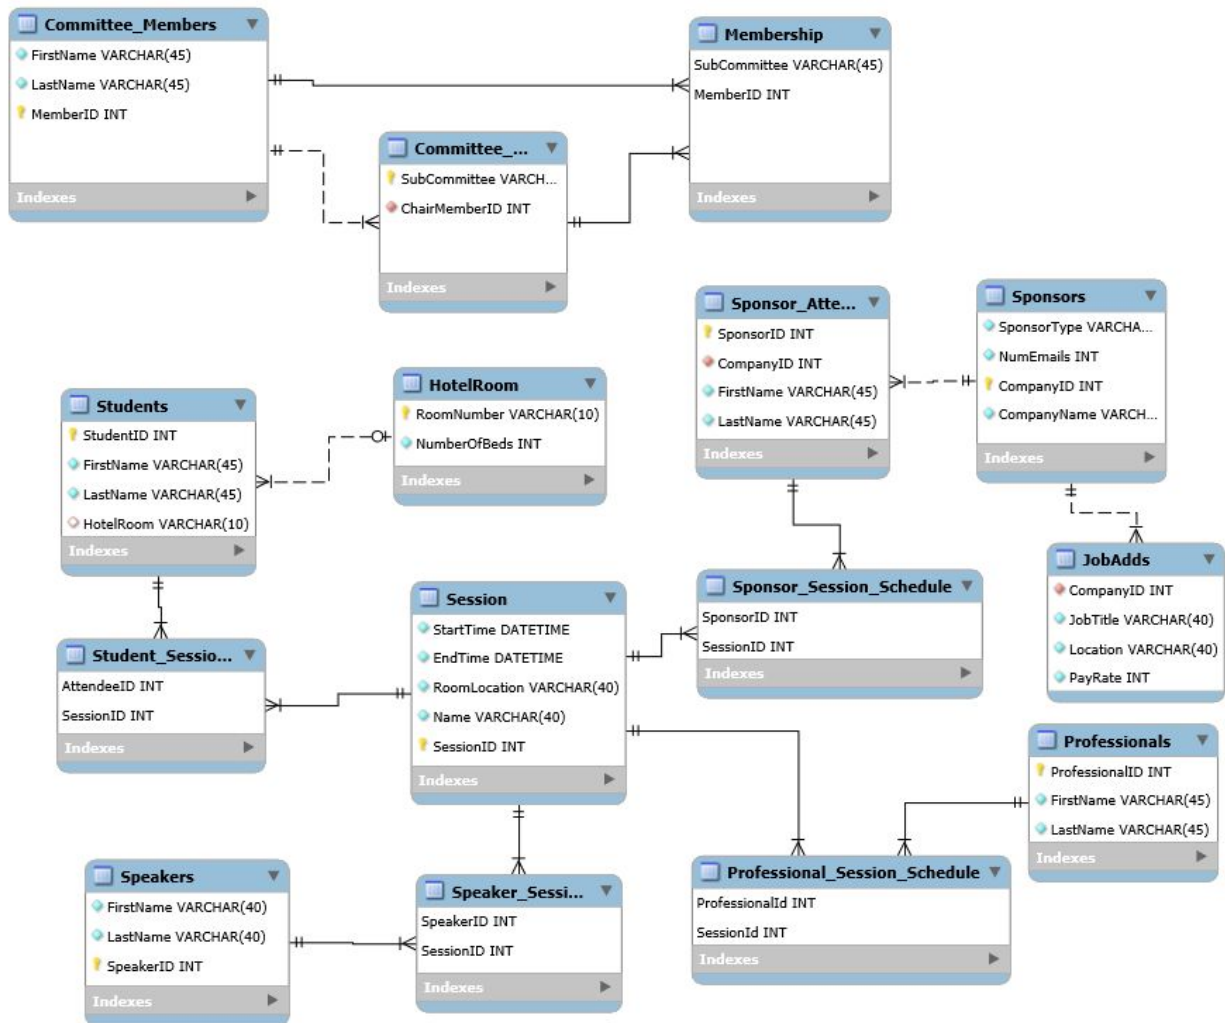 Committee_Members
FirstName VARCHAR(45)
LastName VARCHAR(45)
MemberID INT
Indexes
Membership
SubCommittee VARCHAR(45)
MemberID INT
Indexes
Committee_...
SubCommittee VARCH...
ChairMemberID INT
Indexes
Sponsor_Atte...
SponsorID INT
CompanyID INT
FirstName VARCHAR(45)
LastName VARCHAR(45)
Indexes
Sponsors
SponsorType VARCHA...
NumEmails INT
CompanyID INT
CompanyName VARCH...
Indexes
HotelRoom
RoomNumber VARCHAR(10)
NumberOfBeds INT
Indexes
Students
StudentID INT
FirstName VARCHAR(45)
LastName VARCHAR(45)
HotelRoom VARCHAR(10)
Indexes
JobAdds
CompanyID INT
JobTitle VARCHAR(40)
Location VARCHAR(40)
PayRate INT
Indexes
Sponsor_Session_Schedule
SponsorID INT
SessionID INT
Indexes
Session
StartTime DATETIME
EndTime DATETIME
RoomLocation VARCHAR(40)
Name VARCHAR(40)
SessionID INT
Indexes
Student_Sessio...
AttendeeID INT
SessionID INT
Indexes
Professionals
ProfessionalID INT
FirstName VARCHAR(45)
LastName VARCHAR(45)
Indexes
Professional_Session_Schedule
ProfessionalId INT
SessionId INT
Indexes
Speakers
FirstName VARCHAR(40)
LastName VARCHAR(40)
SpeakerID INT
Indexes
Speaker_Sessi...
SpeakerID INT
SessionID INT
Indexes